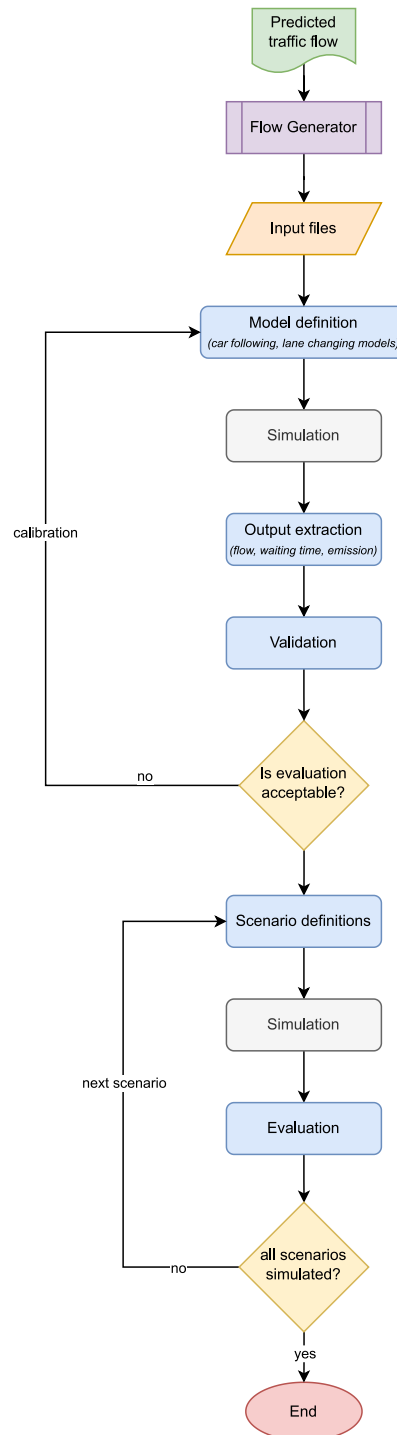 Predicted
traffic flow
Flow Generator
Input files
Model definition
(car following, lane changing models)
Simulation
calibration
Output extraction
(flow, waiting time, emission)
Validation
no
Is evaluation
acceptable?
Scenario definitions
Simulation
next scenario
Evaluation
no
all scenarios
simulated?
yes
End